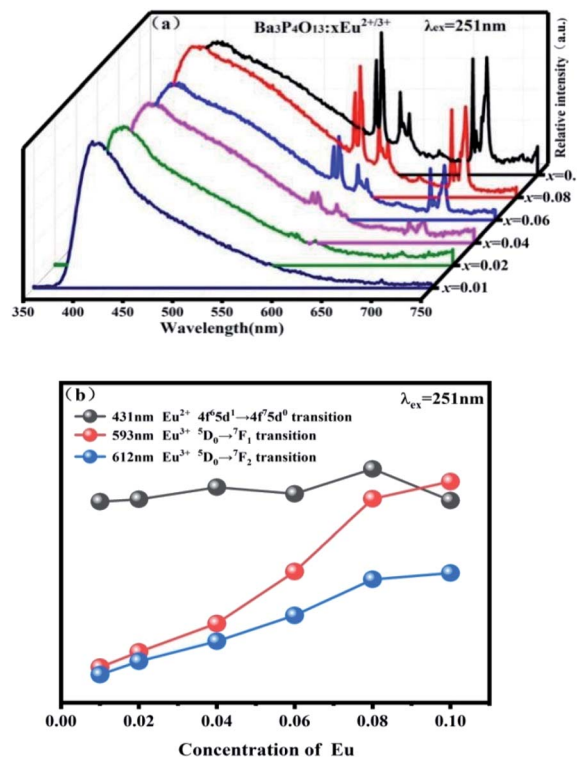 (a)
Ba3P4O13:xEu2+/3+
λex=251nm
Relative intensity (a.u.)
x=0.
x=0.08
x=0.06
x=0.04
x=0.02
x=0.01
350 400 450 500 550 600 650 700 750
Wavelength(nm)
(b)
λex=251nm
431nm Eu²⁺ 4f⁶5d¹→4f⁷5d⁰ transition
593nm Eu³⁺ ⁵D₀→⁷F₁ transition
612nm Eu³⁺ ⁵D₀→⁷F₂ transition
0.00 0.02 0.04 0.06 0.08 0.10
Concentration of Eu